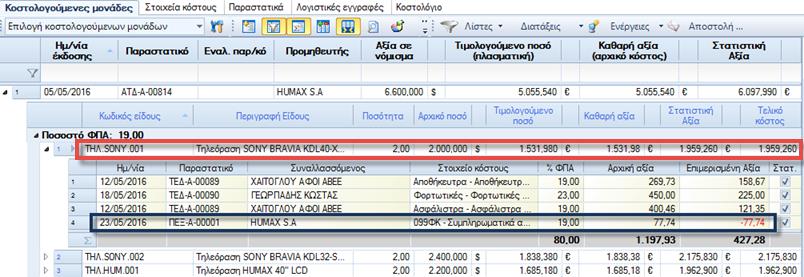 Κοστολογούμενες μονάδες Στοιχεία κόστους Παραστατικά Λογιστικές εγγραφές Κοστολόγιο
Επιλογή κοστολογούμενων μονάδων Λίστες Διατάξεις Ενέργειες Αποστολή ...
Ημ/νία έκδοσης Παραστατικό Εναλ. παρ/κό Προμηθευτής Αξία σε νόμισμα Τιμολογούμενο ποσό (πλασματική) Καθαρή αξία (αρχικό κόστος) Στατιστική Αξία
1 05/05/2016 ΑΤΔ-Α-00814 HUMAX S.A 6.600,000 $ 5.055,540 € 5.055,540 € 6.097,990 €
Κωδικός είδους Περιγραφή Είδους Ποσότητα Αρχικό ποσό Τιμολογούμενο ποσό Καθαρή αξία Στατιστική Αξία Τελικό κόστος
Ποσοστό ΦΠΑ: 19,00
1 ΤΗΛ.SONY.001 Τηλεόραση SONY BRAVIA KDL40-X... 2,00 2.000,000 $ 1.531,980 € 1.531,98 € 1.959,260 € 1.959,260
Ημ/νία Παραστατικό Συναλλασσόμενος Στοιχείο κόστους % ΦΠΑ Αρχική αξία Επιμερισμένη Αξία Στατ.
1 12/05/2016 ΤΕΔ-Α-00089 ΧΑΙΤΟΓΛΟΥ ΑΦΟΙ ΑΒΕΕ Αποθήκευτρα - Αποθήκευσ... 19,00 269,73 158,67
2 18/05/2016 ΤΕΔ-Α-00090 ΓΕΩΡΓΙΑΔΗΣ ΚΩΣΤΑΣ Φορτωτικές - Φορτωτικές ... 23,00 450,00 225,00
3 12/05/2016 ΤΕΔ-Α-00089 ΧΑΙΤΟΓΛΟΥ ΑΦΟΙ ΑΒΕΕ Ασφάλιστρα - Ασφάλιστρα ... 19,00 400,46 121,35
4 23/05/2016 ΠΕΞ-Α-00001 HUMAX S.A 099ΦΚ - Συμπληρωματικά α... 19,00 77,74 -77,74
Σ 80,00 1.197,93 427,28
2 ΤΗΛ.SONY.002 Τηλεόραση SONY BRAVIA KDL32-S... 2,00 2.400,000 $ 1.838,380 € 1.838,38 € 2.175,830 € 2.175,830
3 ΤΗΛ.HUM.001 Τηλεόραση HUMAX 40'' LCD 2,00 2.200,000 $ 1.685,180 € 1.685,18 € 1.962,900 € 1.962,900